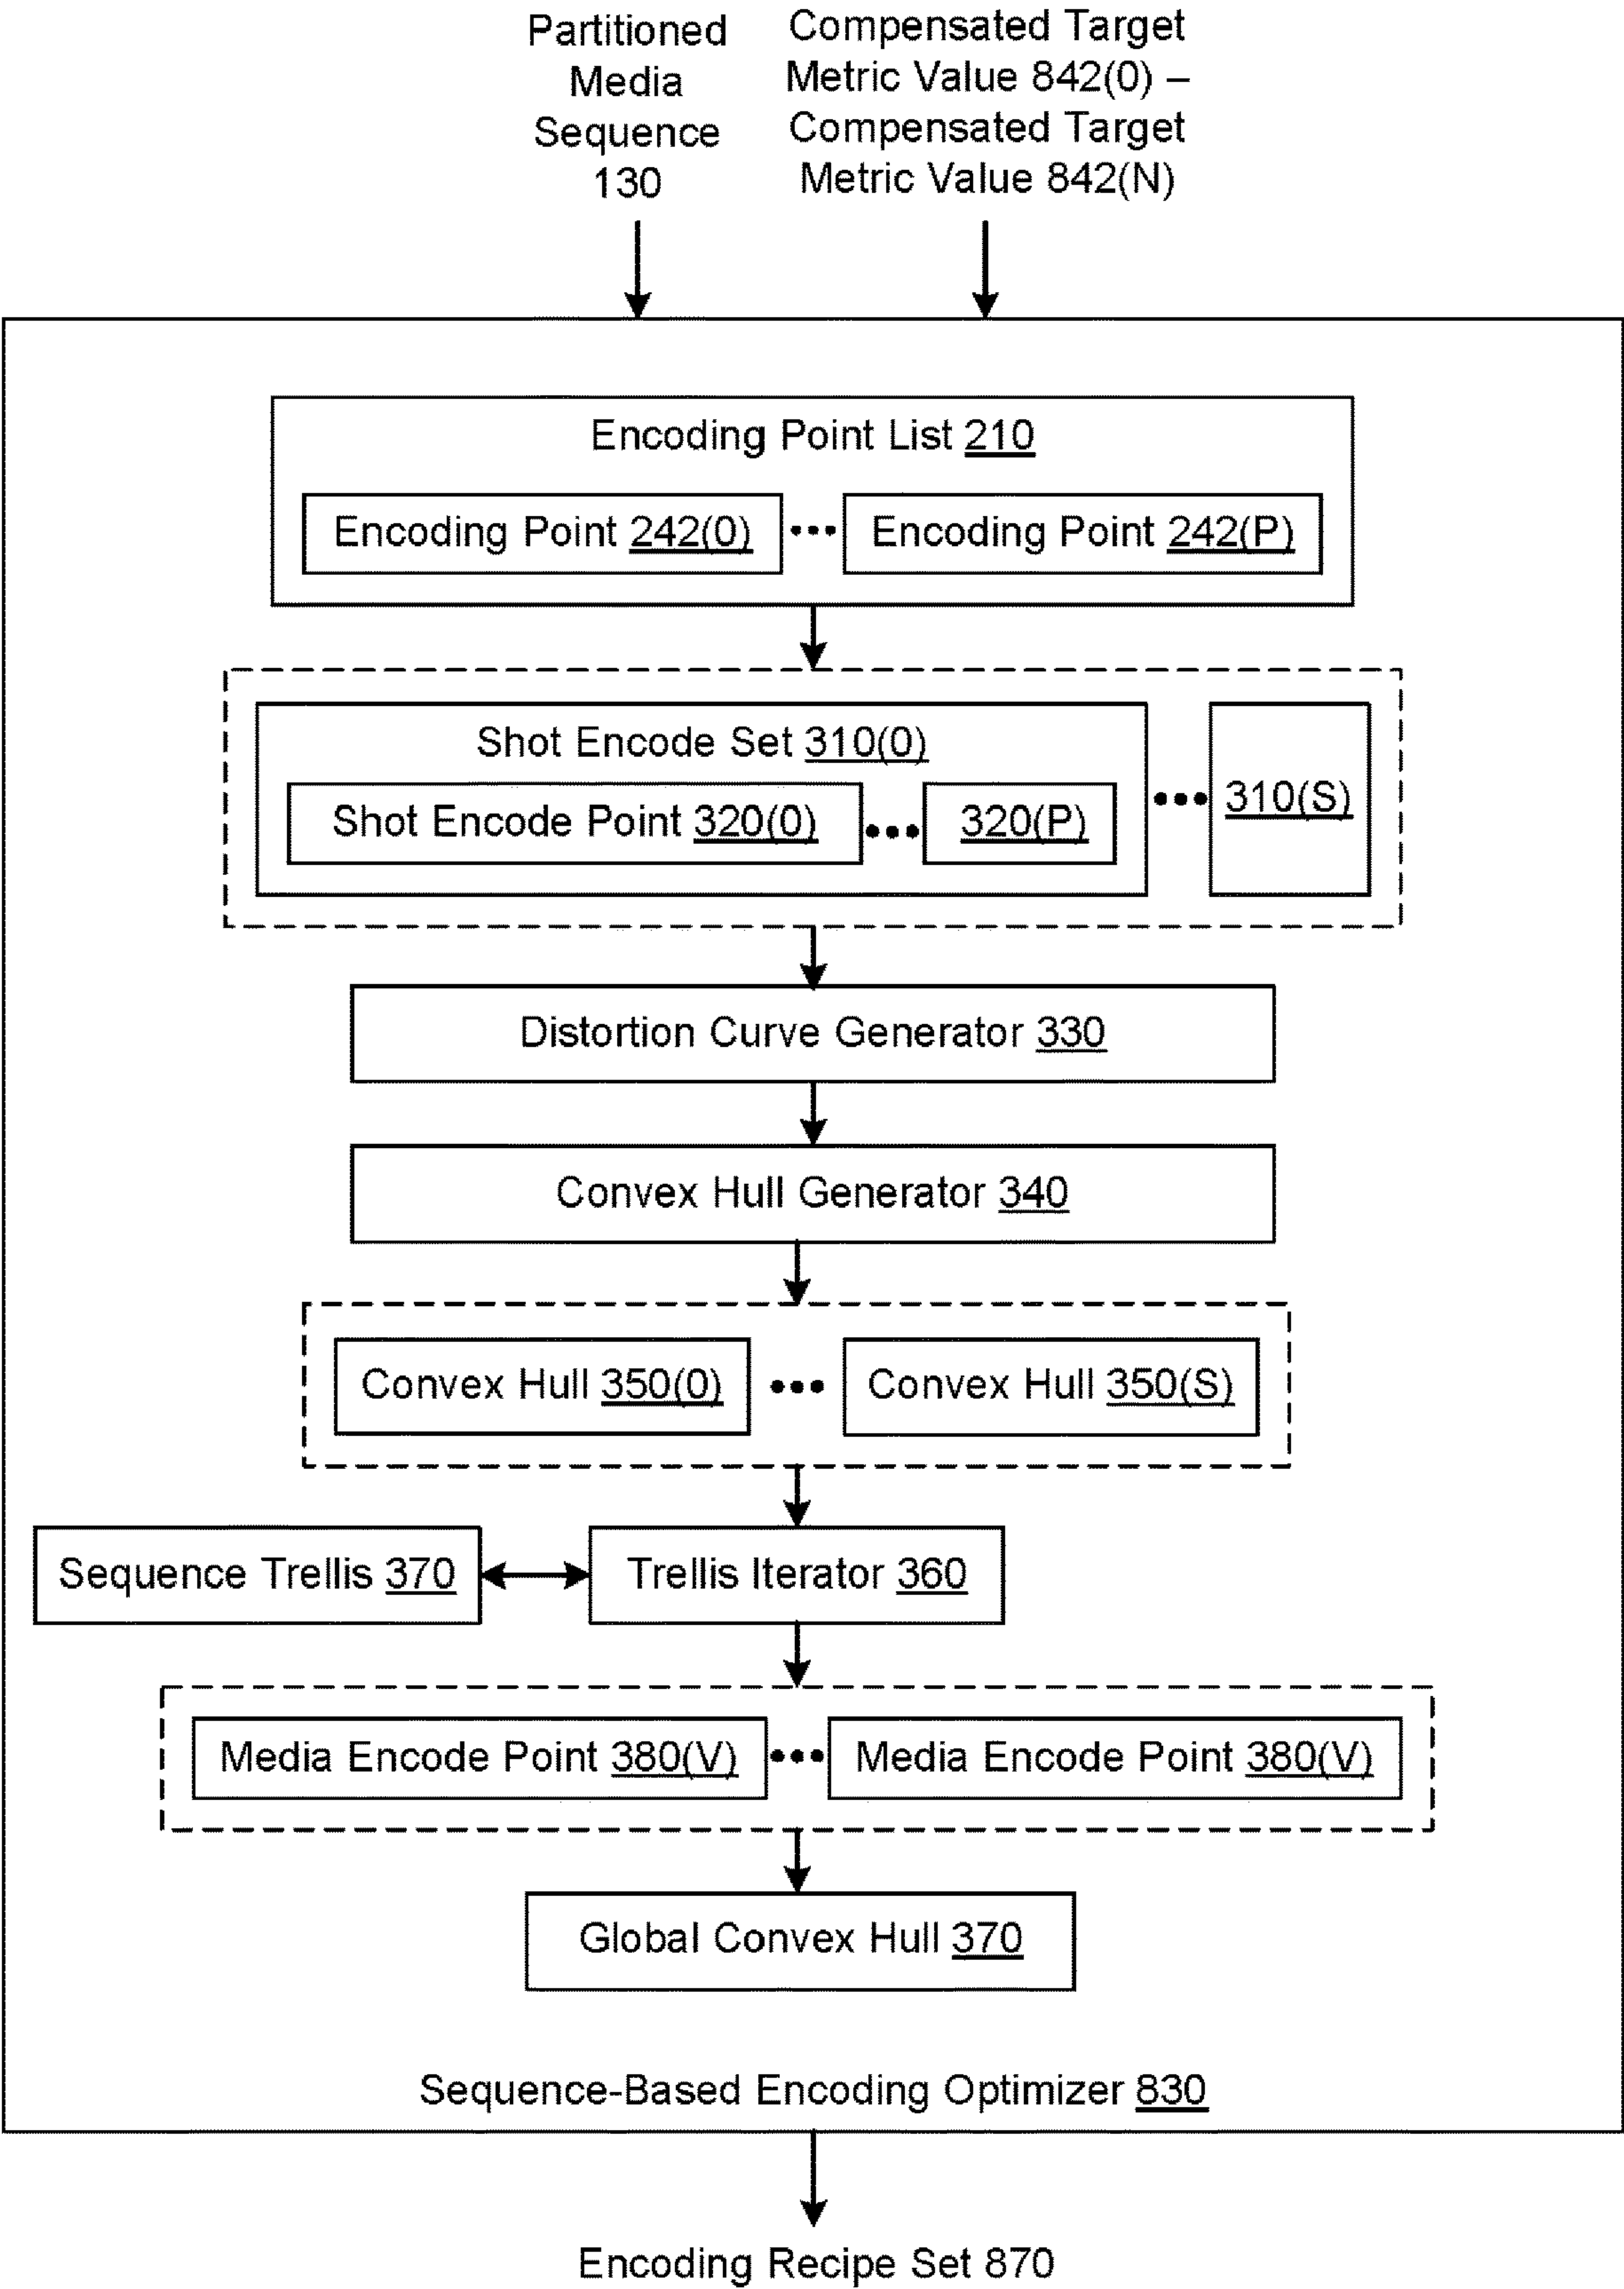 Partitioned
Media
Sequence
130
Compensated Target
Metric Value 842(0) –
Compensated Target
Metric Value 842(N)
Encoding Point List 210
Encoding Point 242(0) ••• Encoding Point 242(P)
Shot Encode Set 310(0)
Shot Encode Point 320(0) ••• 320(P)
••• 310(S)
Distortion Curve Generator 330
Convex Hull Generator 340
Convex Hull 350(0) ••• Convex Hull 350(S)
Sequence Trellis 370
Trellis Iterator 360
Media Encode Point 380(V) ••• Media Encode Point 380(V)
Global Convex Hull 370
Sequence-Based Encoding Optimizer 830
Encoding Recipe Set 870